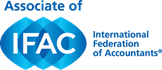 Associate of
IFAC
International
Federation
of Accountants®